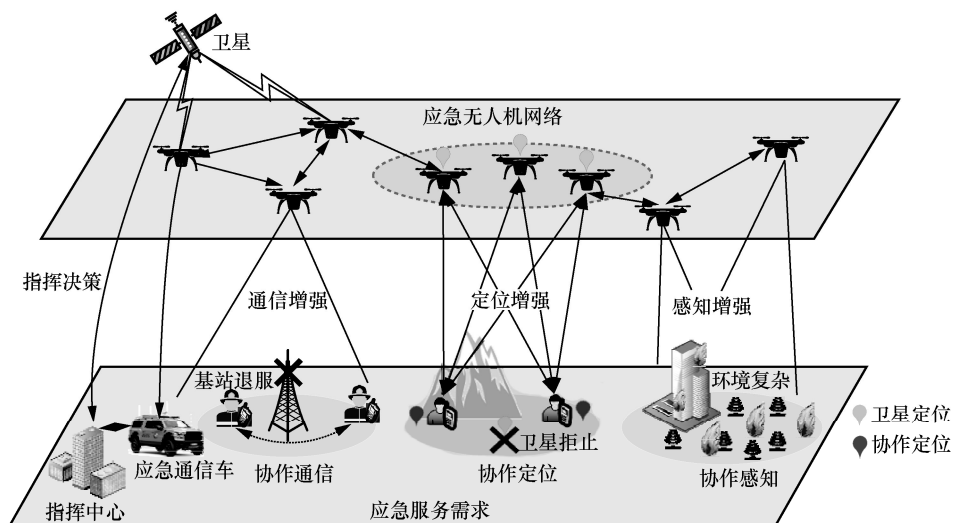 卫星
应急无人机网络
指挥决策
通信增强
定位增强
感知增强
基站退服
环境复杂
卫星定位
卫星拒止
协作定位
应急通信车
协作通信
协作定位
协作感知
指挥中心
应急服务需求